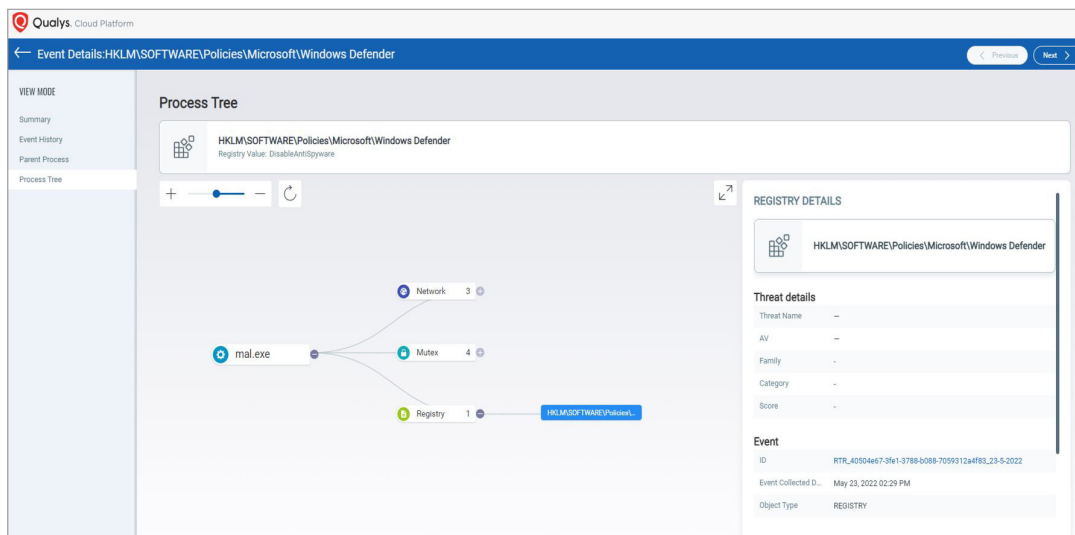 Qualys. Cloud Platform
Event Details:HKLM\SOFTWARE\Policies\Microsoft\Windows Defender
Previous
Next
VIEW MODE
Summary
Event History
Parent Process
Process Tree
Process Tree
HKLM\SOFTWARE\Policies\Microsoft\Windows Defender
Registry Value: DisableAntiSpyware
mal.exe
Network 3
Mutex 4
Registry 1
HKLM\SOFTWARE\Policies\...
REGISTRY DETAILS
HKLM\SOFTWARE\Policies\Microsoft\Windows Defender
Threat details
Threat Name –
AV –
Family -
Category -
Score -
Event
ID RTR_40504e67-3fe1-3788-b088-7059312a4f83_23-5-2022
Event Collected D... May 23, 2022 02:29 PM
Object Type REGISTRY